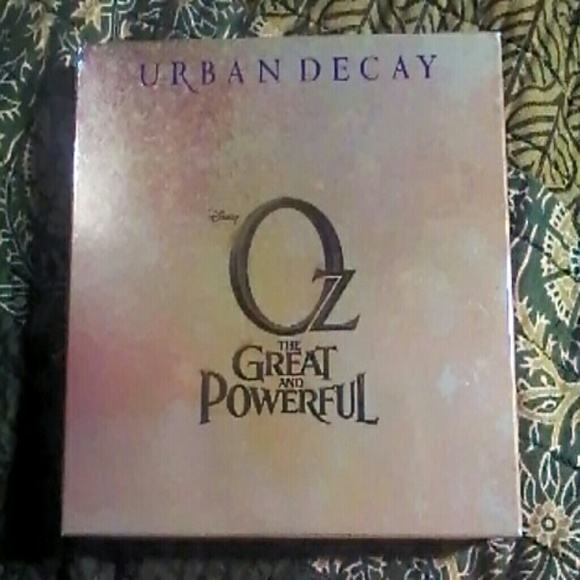 URBAN DECAY
Disney
Oz
THE
GREAT
AND
POWERFUL